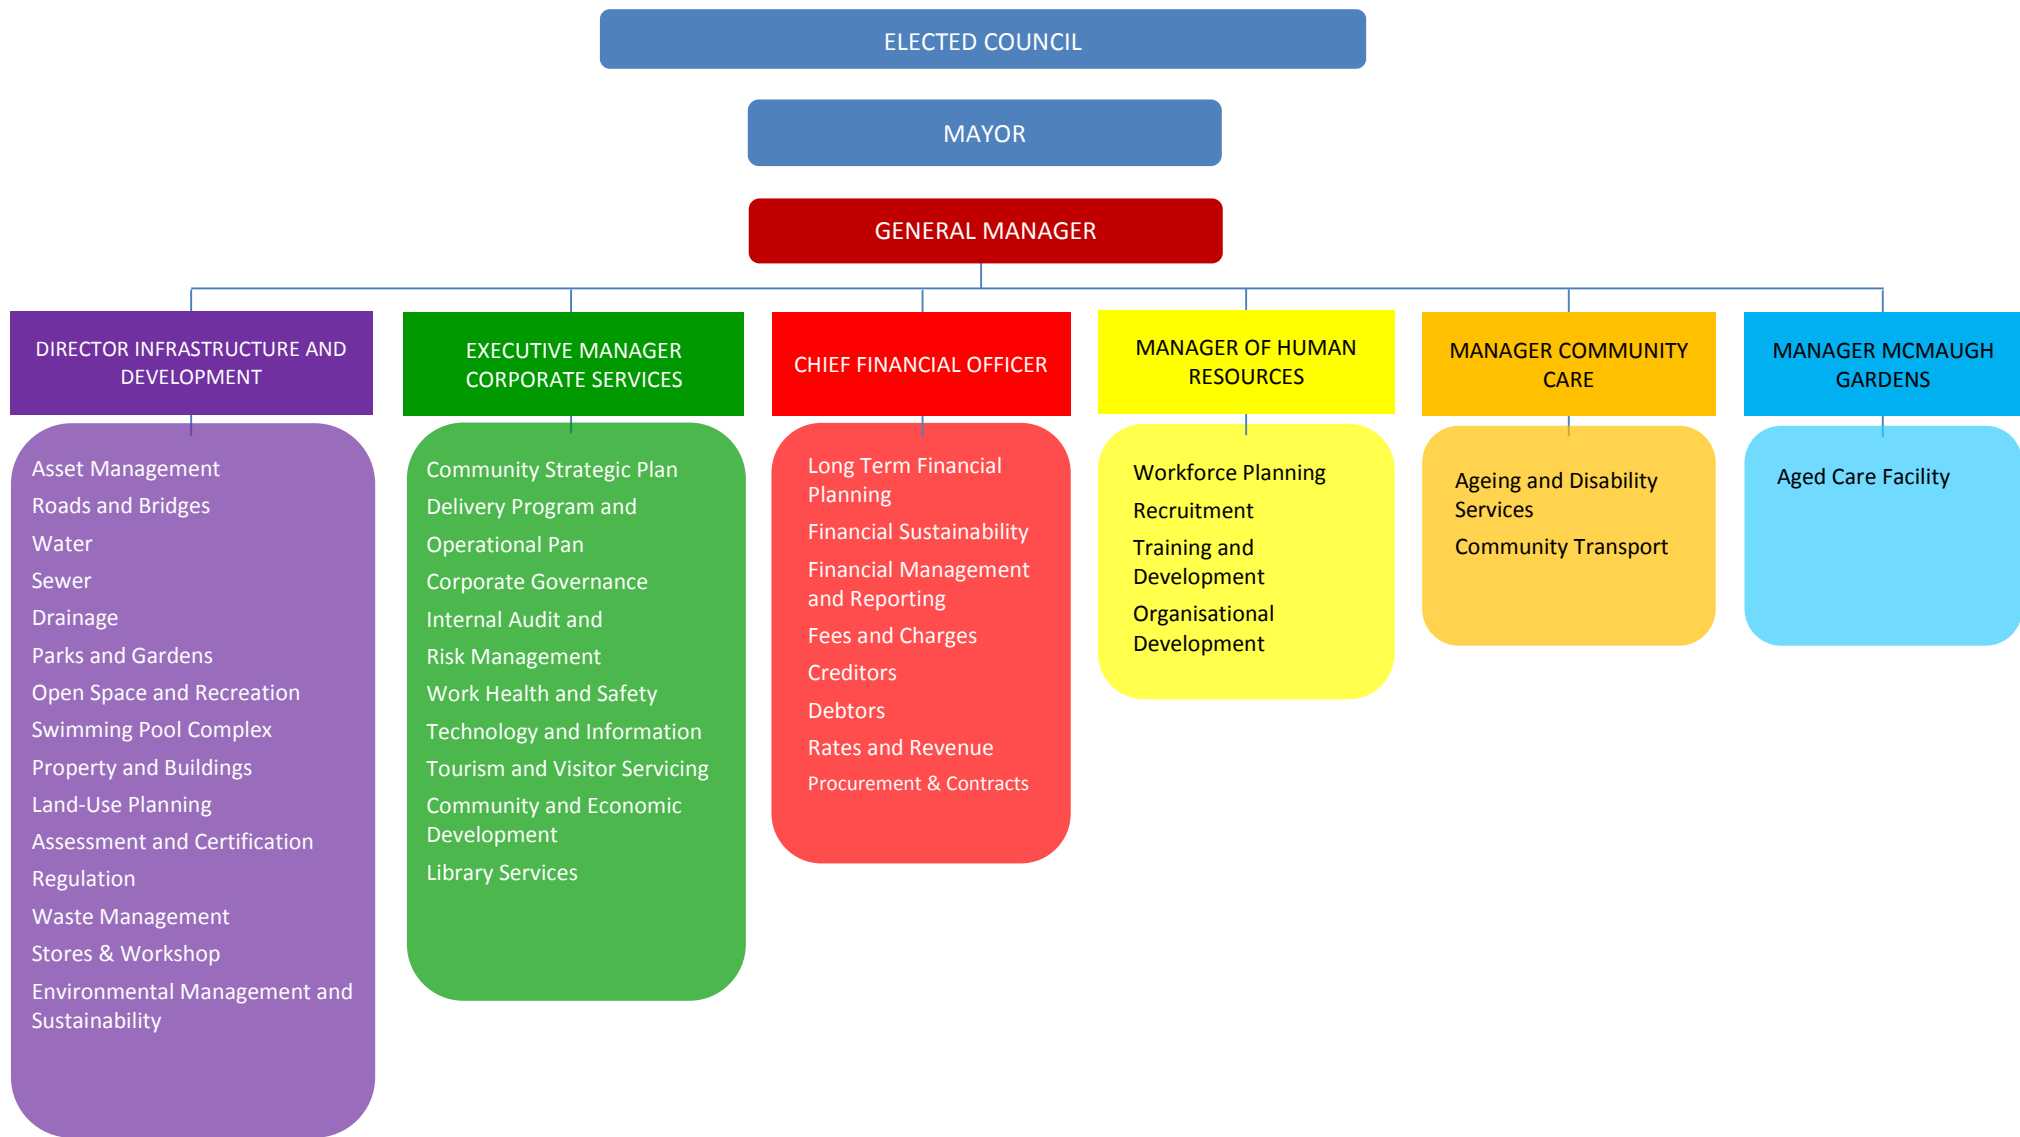 ELECTED COUNCIL
MAYOR
GENERAL MANAGER
DIRECTOR INFRASTRUCTURE AND
DEVELOPMENT
Asset Management
Roads and Bridges
Water
Sewer
Drainage
Parks and Gardens
Open Space and Recreation
Swimming Pool Complex
Property and Buildings
Land-Use Planning
Assessment and Certification
Regulation
Waste Management
Stores & Workshop
Environmental Management and
Sustainability
EXECUTIVE MANAGER
CORPORATE SERVICES
Community Strategic Plan
Delivery Program and
Operational Pan
Corporate Governance
Internal Audit and
Risk Management
Work Health and Safety
Technology and Information
Tourism and Visitor Servicing
Community and Economic
Development
Library Services
CHIEF FINANCIAL OFFICER
Long Term Financial
Planning
Financial Sustainability
Financial Management
and Reporting
Fees and Charges
Creditors
Debtors
Rates and Revenue
Procurement & Contracts
MANAGER OF HUMAN
RESOURCES
Workforce Planning
Recruitment
Training and
Development
Organisational
Development
MANAGER COMMUNITY
CARE
Ageing and Disability
Services
Community Transport
MANAGER MCMAUGH
GARDENS
Aged Care Facility